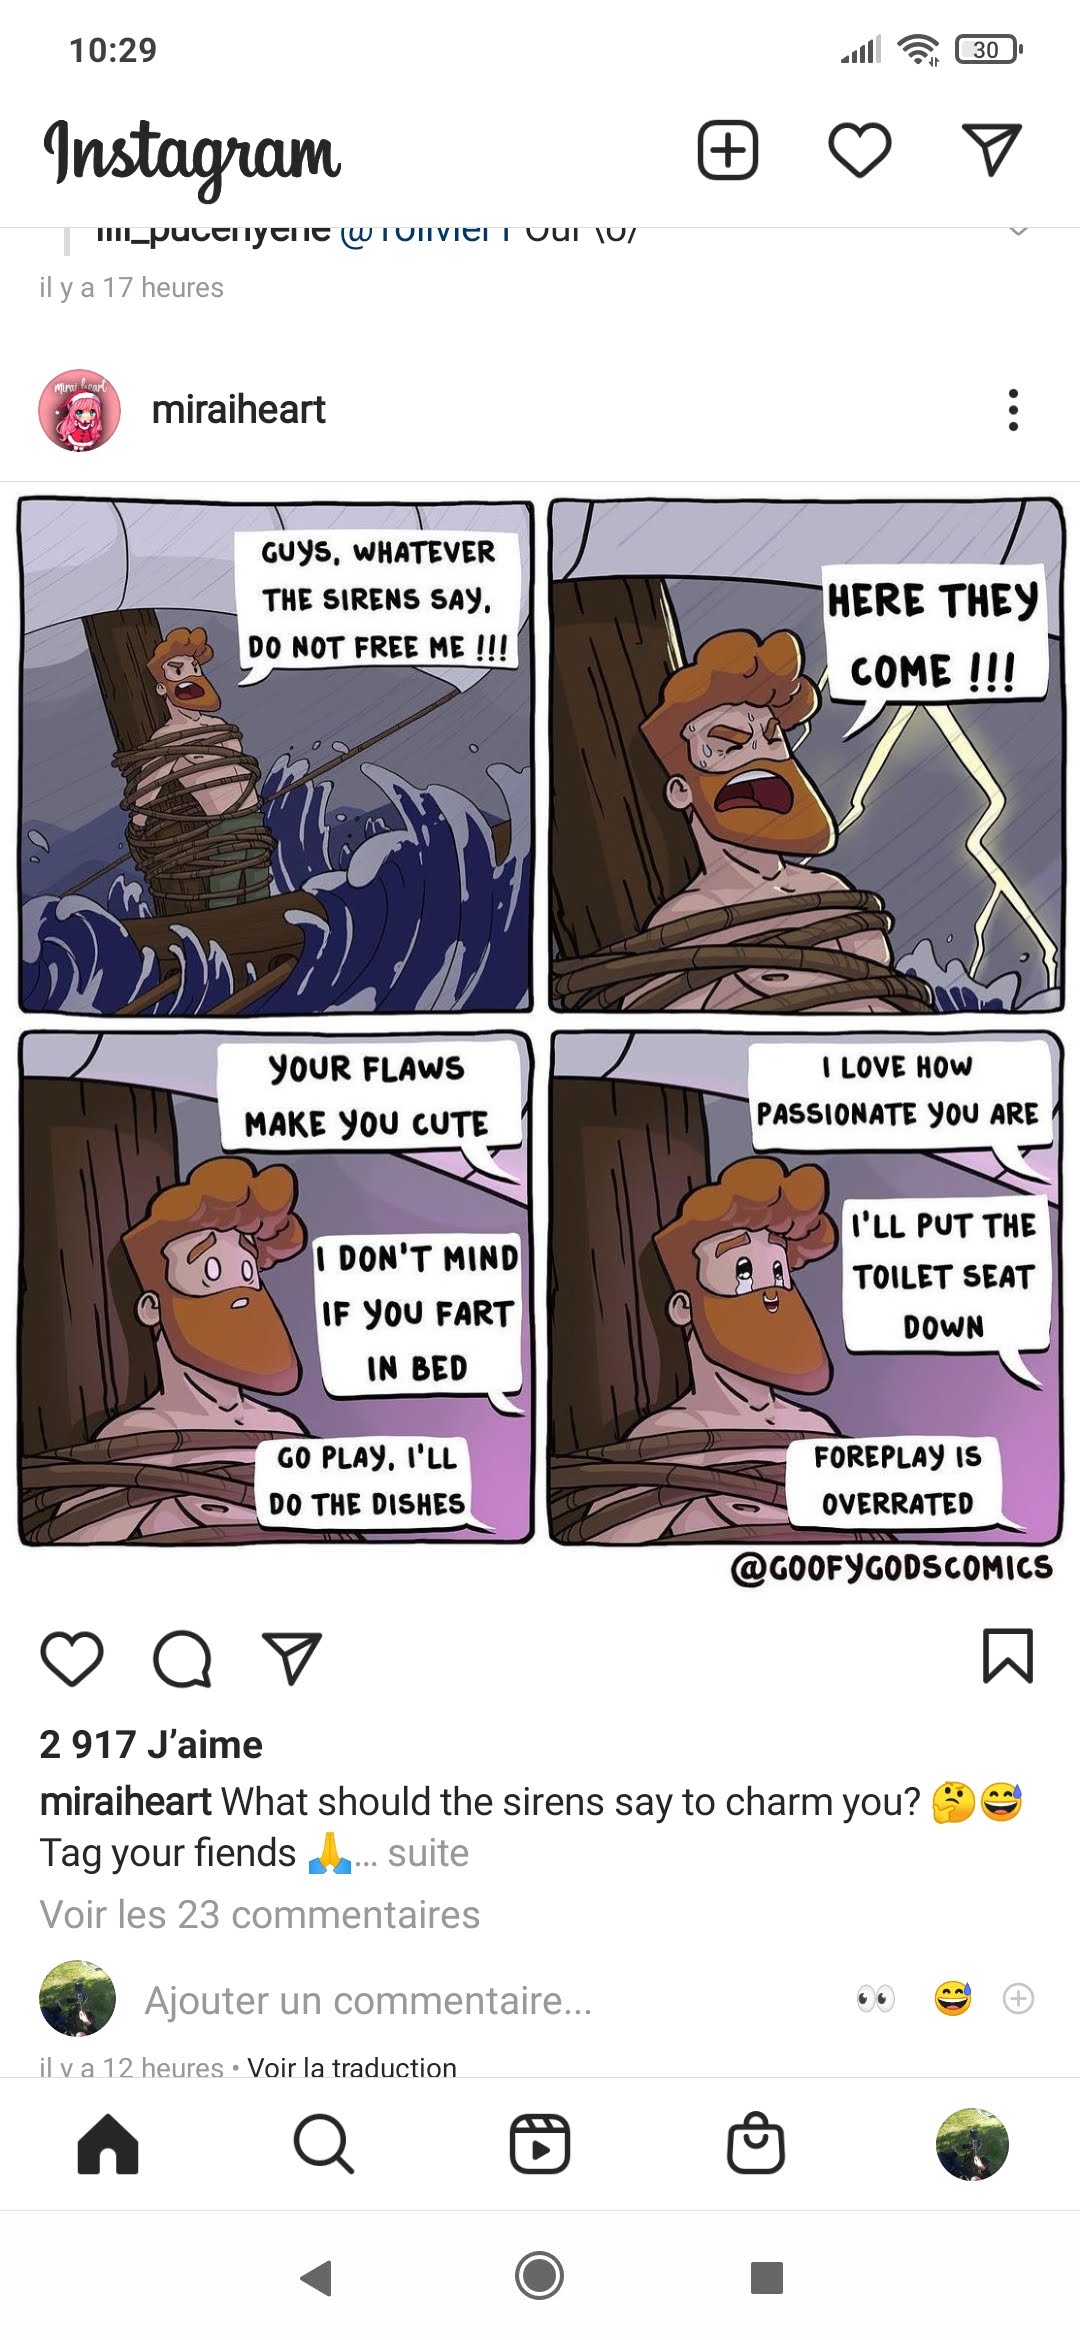 10:29
30
Instagram
il y a 17 heures
mirai heart
miraiheart
GUYS, WHATEVER
THE SIRENS SAY,
DO NOT FREE ME !!!
HERE THEY
COME !!!
YOUR FLAWS
MAKE YOU CUTE
I DON'T MIND
IF YOU FART
IN BED
GO PLAY, I'LL
DO THE DISHES
I LOVE HOW
PASSIONATE YOU ARE
I'LL PUT THE
TOILET SEAT
DOWN
FOREPLAY IS
OVERRATED
@GOOFYGODSCOMICS
2 917 J’aime
miraiheart What should the sirens say to charm you? 🤔😅
Tag your fiends 🙏... suite
Voir les 23 commentaires
Ajouter un commentaire...
il y a 12 heures • Voir la traduction